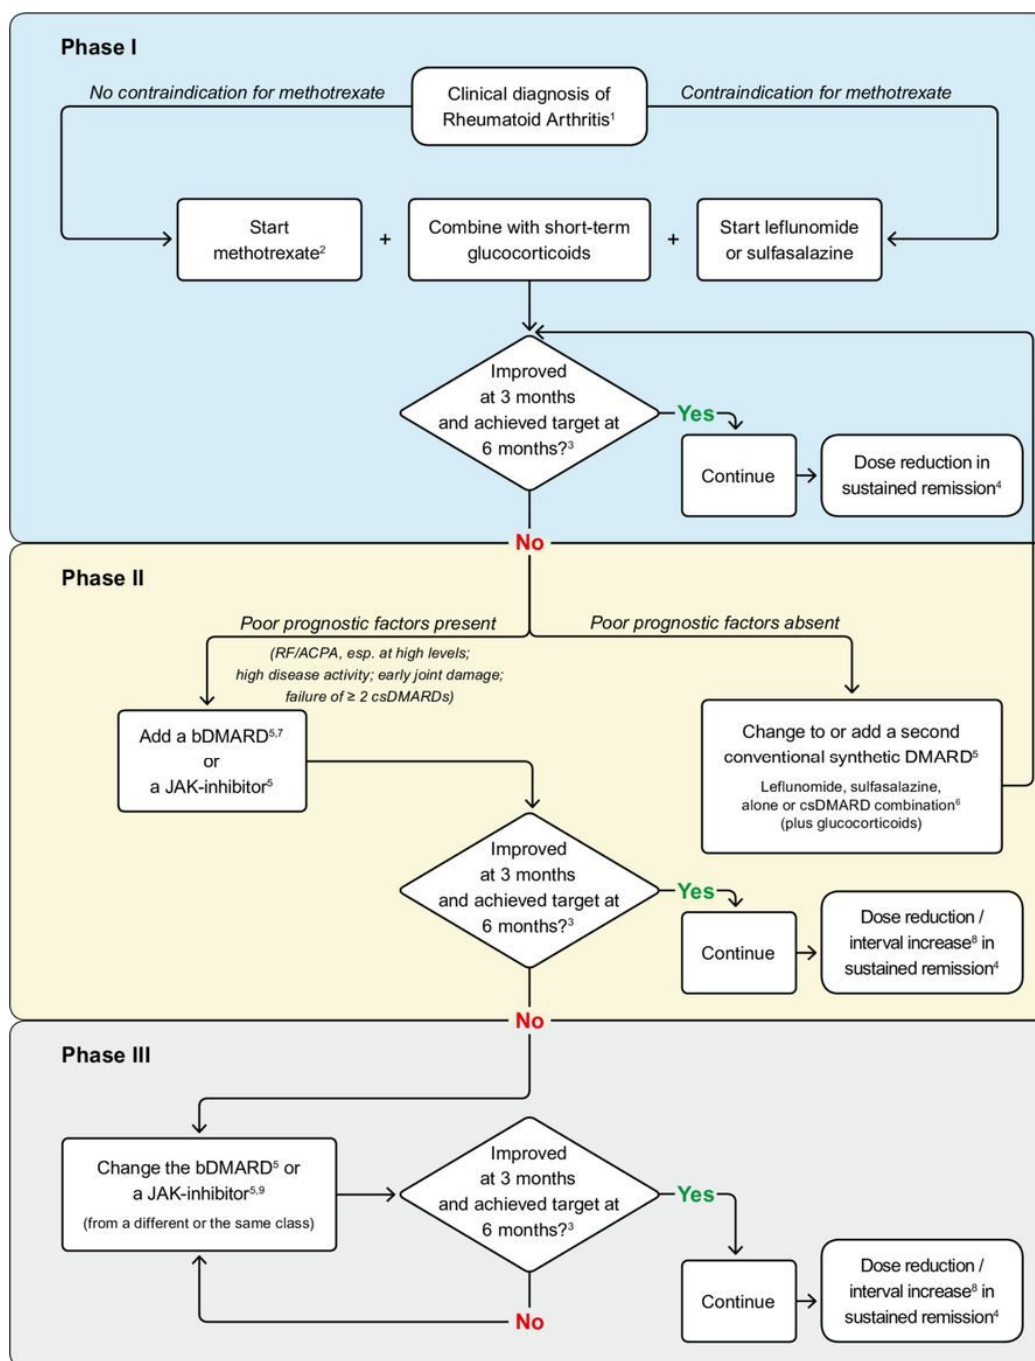 Phase I
No contraindication for methotrexate
Clinical diagnosis of
Rheumatoid Arthritis¹
Contraindication for methotrexate
Start
methotrexate²
+
Combine with short-term
glucocorticoids
+
Start leflunomide
or sulfasalazine
Improved
at 3 months
and achieved target at
6 months?³
Yes
Continue
Dose reduction in
sustained remission⁴
No
Phase II
Poor prognostic factors present
(RF/ACPA, esp. at high levels;
high disease activity; early joint damage;
failure of ≥ 2 csDMARDs)
Poor prognostic factors absent
Add a bDMARD⁵,⁷
or
a JAK-inhibitor⁵
Change to or add a second
conventional synthetic DMARD⁵
Leflunomide, sulfasalazine,
alone or csDMARD combination⁶
(plus glucocorticoids)
Improved
at 3 months
and achieved target at
6 months?³
Yes
Continue
Dose reduction /
interval increase⁸ in
sustained remission⁴
No
Phase III
Change the bDMARD⁵ or
a JAK-inhibitor⁵,⁹
(from a different or the same class)
Improved
at 3 months
and achieved target at
6 months?³
Yes
Continue
Dose reduction /
interval increase⁸ in
sustained remission⁴
No